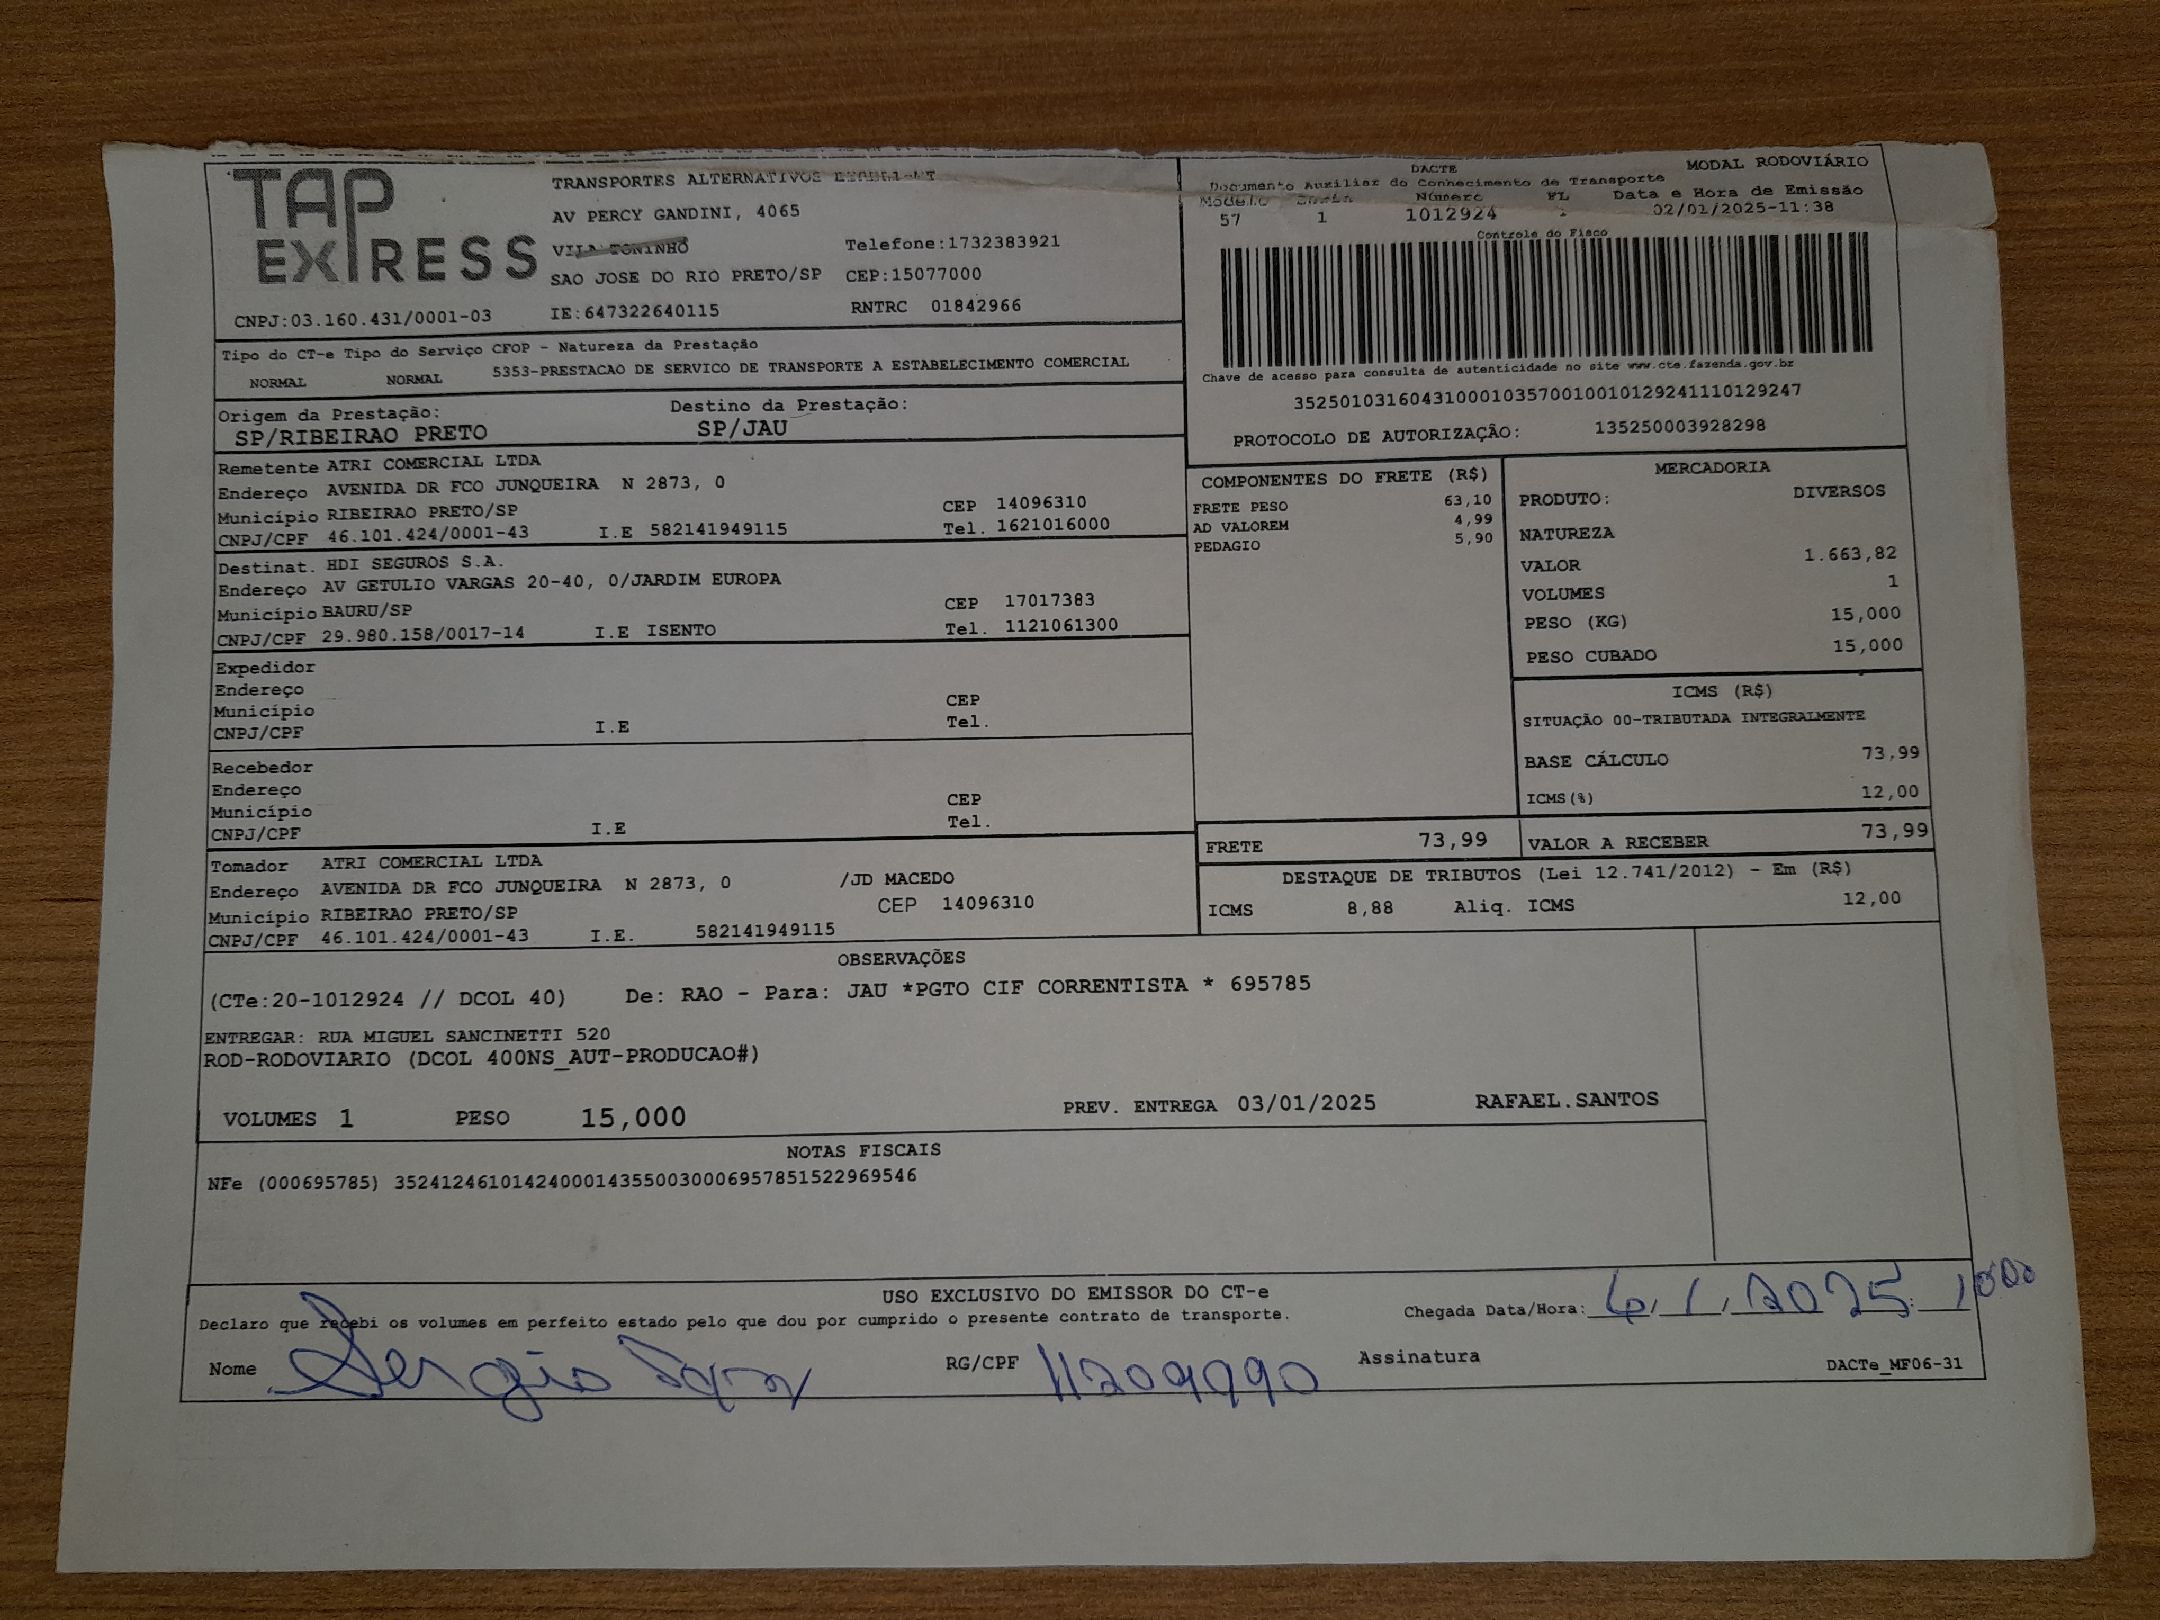 TAP EXPRESS
TRANSPORTES ALTERNATIVOS
AV PERCY GANDINI, 4065
VILA TONINHO Telefone:1732383921
SAO JOSE DO RIO PRETO/SP CEP:15077000
CNPJ:03.160.431/0001-03 IE:647322640115 RNTRC 01842966
DACTE MODAL RODOVIÁRIO
Documento Auxiliar do Conhecimento de Transporte
Modelo Número FL Data e Hora de Emissão
57 1 1012924 02/01/2025-11:38
Controle do Fisco
Chave de acesso para consulta de autenticidade no site www.cte.fazenda.gov.br
35250103160431000103570010010129241110129247
PROTOCOLO DE AUTORIZAÇÃO: 135250003928298
Tipo do CT-e Tipo do Serviço CFOP - Natureza da Prestação
NORMAL NORMAL 5353-PRESTACAO DE SERVICO DE TRANSPORTE A ESTABELECIMENTO COMERCIAL
Origem da Prestação: Destino da Prestação:
SP/RIBEIRAO PRETO SP/JAU
Remetente ATRI COMERCIAL LTDA
Endereço AVENIDA DR FCO JUNQUEIRA N 2873, 0
Município RIBEIRAO PRETO/SP CEP 14096310
CNPJ/CPF 46.101.424/0001-43 I.E 582141949115 Tel. 1621016000
Destinat. HDI SEGUROS S.A.
Endereço AV GETULIO VARGAS 20-40, 0/JARDIM EUROPA
Município BAURU/SP CEP 17017383
CNPJ/CPF 29.980.158/0017-14 I.E ISENTO Tel. 1121061300
Expedidor
Endereço
Município CEP
CNPJ/CPF I.E Tel.
Recebedor
Endereço
Município CEP
CNPJ/CPF I.E Tel.
Tomador ATRI COMERCIAL LTDA
Endereço AVENIDA DR FCO JUNQUEIRA N 2873, 0 /JD MACEDO
Município RIBEIRAO PRETO/SP CEP 14096310
CNPJ/CPF 46.101.424/0001-43 I.E. 582141949115
COMPONENTES DO FRETE (R$)
FRETE PESO 63,10
AD VALOREM 4,99
PEDAGIO 5,90
MERCADORIA
PRODUTO: DIVERSOS
NATUREZA
VALOR 1.663,82
VOLUMES 1
PESO (KG) 15,000
PESO CUBADO 15,000
ICMS (R$)
SITUAÇÃO 00-TRIBUTADA INTEGRALMENTE
BASE CÁLCULO 73,99
ICMS(%) 12,00
FRETE 73,99 VALOR A RECEBER 73,99
DESTAQUE DE TRIBUTOS (Lei 12.741/2012) - Em (R$)
ICMS 8,88 Aliq. ICMS 12,00
OBSERVAÇÕES
(CTe:20-1012924 // DCOL 40) De: RAO - Para: JAU *PGTO CIF CORRENTISTA * 695785
ENTREGAR: RUA MIGUEL SANCINETTI 520
ROD-RODOVIARIO (DCOL 400NS_AUT-PRODUCAO#)
VOLUMES 1 PESO 15,000 PREV. ENTREGA 03/01/2025 RAFAEL.SANTOS
NOTAS FISCAIS
NFe (000695785) 35241246101424000143550030006957851522969546
USO EXCLUSIVO DO EMISSOR DO CT-e
Declaro que recebi os volumes em perfeito estado pelo que dou por cumprido o presente contrato de transporte. Chegada Data/Hora: 6 1 2025
Nome Sergio RG/CPF 11209990 Assinatura DACTe_MF06-31